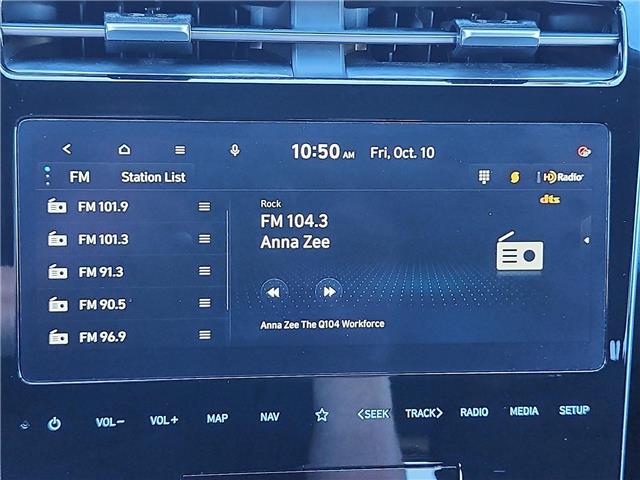 10:50 AM Fri, Oct. 10
FM Station List HD Radio
dts
FM 101.9
FM 101.3
FM 91.3
FM 90.5
FM 96.9
Rock
FM 104.3
Anna Zee
Anna Zee The Q104 Workforce
VOL− VOL+ MAP NAV <SEEK TRACK> RADIO MEDIA SETUP